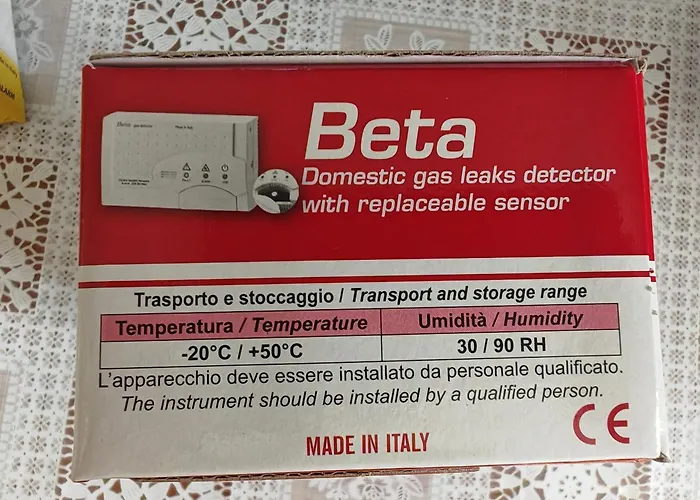 ALARM
Beta
Domestic gas leaks detector
with replaceable sensor
Trasporto e stoccaggio / Transport and storage range
Temperatura / Temperature Umidità / Humidity
-20°C / +50°C 30 / 90 RH
L'apparecchio deve essere installato da personale qualificato.
The instrument should be installed by a qualified person.
CE
MADE IN ITALY